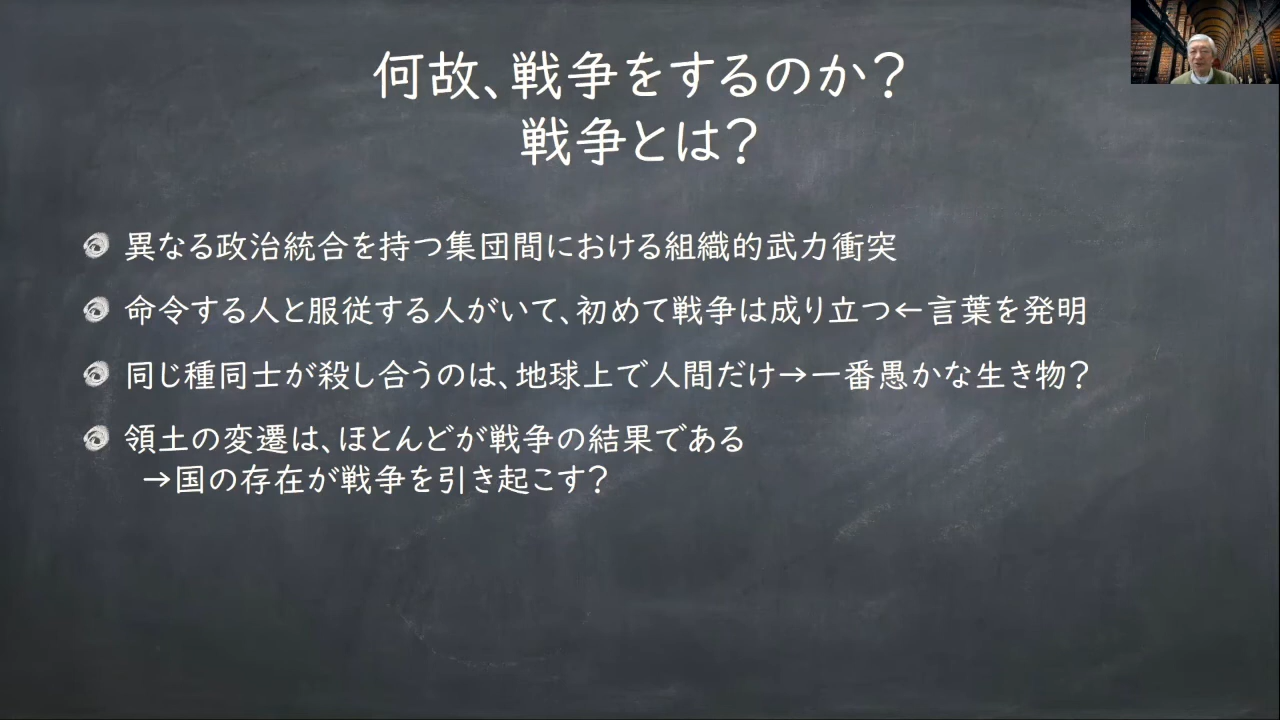 何故、戦争をするのか?
戦争とは?
異なる政治統合を持つ集団間における組織的武力衝突
命令する人と服従する人がいて、初めて戦争は成り立つ←言葉を発明
同じ種同士が殺し合うのは、地球上で人間だけ→一番愚かな生き物?
領土の変遷は、ほとんどが戦争の結果である
→国の存在が戦争を引き起こす?